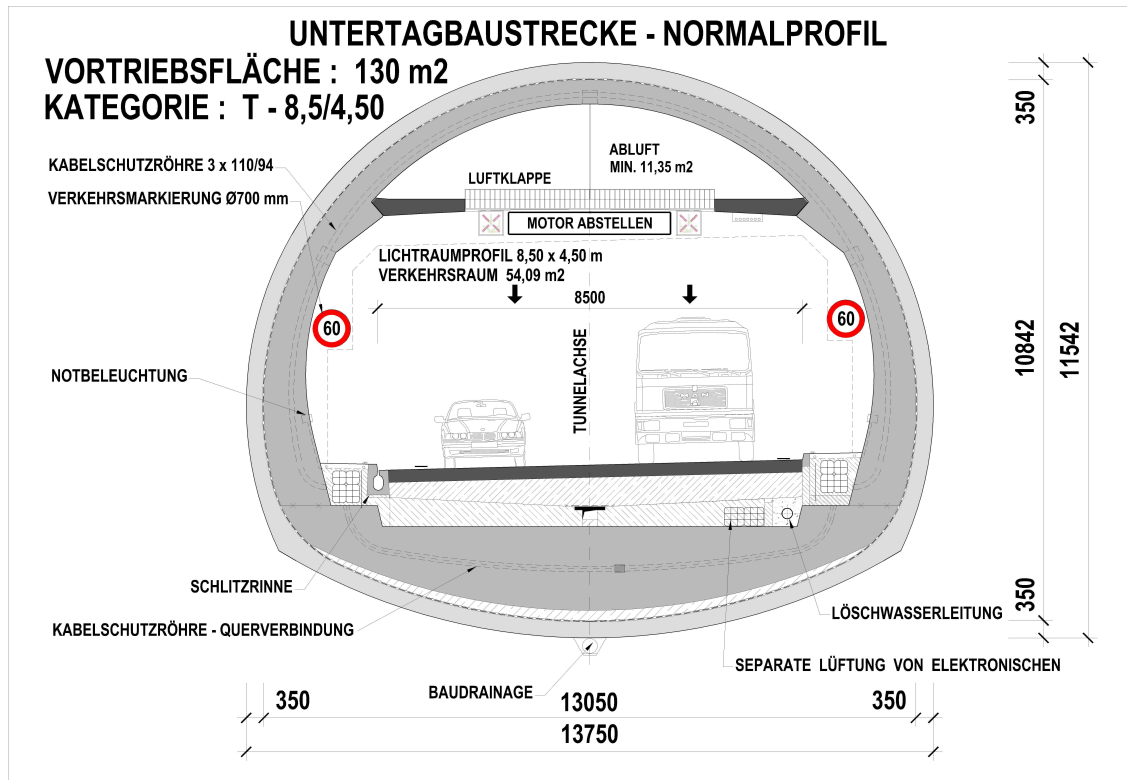 UNTERTAGBAUSTRECKE - NORMALPROFIL
VORTRIEBSFLÄCHE : 130 m2
KATEGORIE : T - 8,5/4,50
350
KABELSCHUTZRÖHRE 3 x 110/94
VERKEHRSMARKIERUNG Ø700 mm
ABLUFT
MIN. 11,35 m2
LUFTKLAPPE
MOTOR ABSTELLEN
LICHTRAUMPROFIL 8,50 x 4,50 m
VERKEHRSRAUM 54,09 m2
8500
60
60
TUNNELACHSE
10842
11542
NOTBELEUCHTUNG
SCHLITZRINNE
350
LÖSCHWASSERLEITUNG
KABELSCHUTZRÖHRE - QUERVERBINDUNG
SEPARATE LÜFTUNG VON ELEKTRONISCHEN
BAUDRAINAGE
350
13050
350
13750